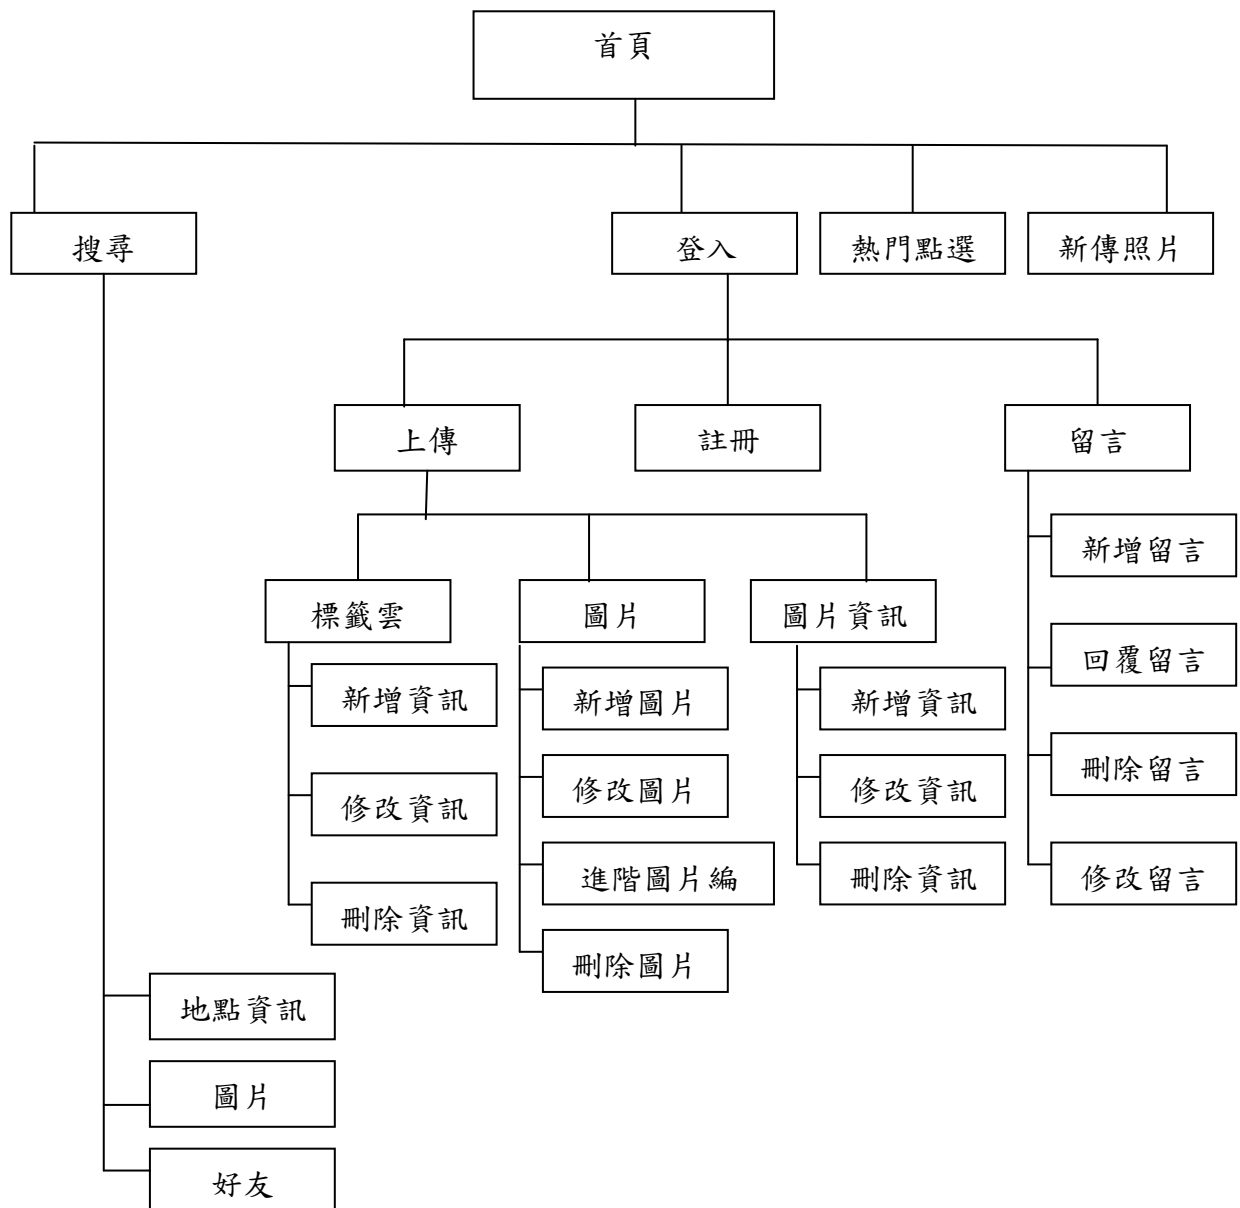 首頁
搜尋
登入
熱門點選
新傳照片
上傳
註冊
留言
標籤雲
圖片
圖片資訊
新增資訊
修改資訊
刪除資訊
新增圖片
修改圖片
進階圖片編
刪除圖片
新增資訊
修改資訊
刪除資訊
新增留言
回覆留言
刪除留言
修改留言
地點資訊
圖片
好友